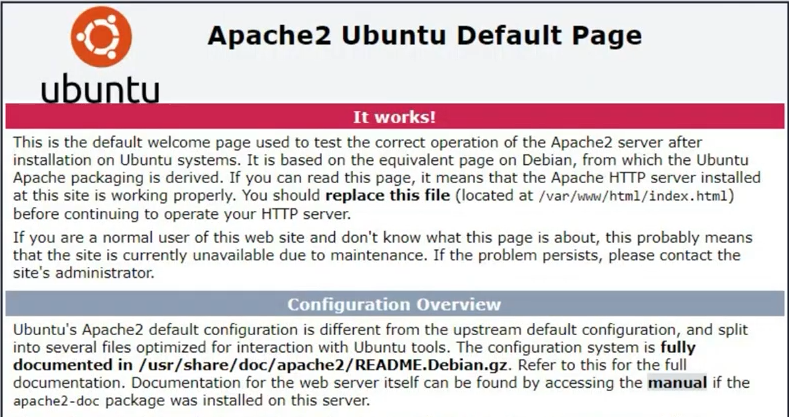 Apache2 Ubuntu Default Page
ubuntu
It works!
This is the default welcome page used to test the correct operation of the Apache2 server after
installation on Ubuntu systems. It is based on the equivalent page on Debian, from which the Ubuntu
Apache packaging is derived. If you can read this page, it means that the Apache HTTP server installed
at this site is working properly. You should replace this file (located at /var/www/html/index.html)
before continuing to operate your HTTP server.
If you are a normal user of this web site and don't know what this page is about, this probably means
that the site is currently unavailable due to maintenance. If the problem persists, please contact the
site's administrator.
Configuration Overview
Ubuntu's Apache2 default configuration is different from the upstream default configuration, and split
into several files optimized for interaction with Ubuntu tools. The configuration system is fully
documented in /usr/share/doc/apache2/README.Debian.gz. Refer to this for the full
documentation. Documentation for the web server itself can be found by accessing the manual if the
apache2-doc package was installed on this server.